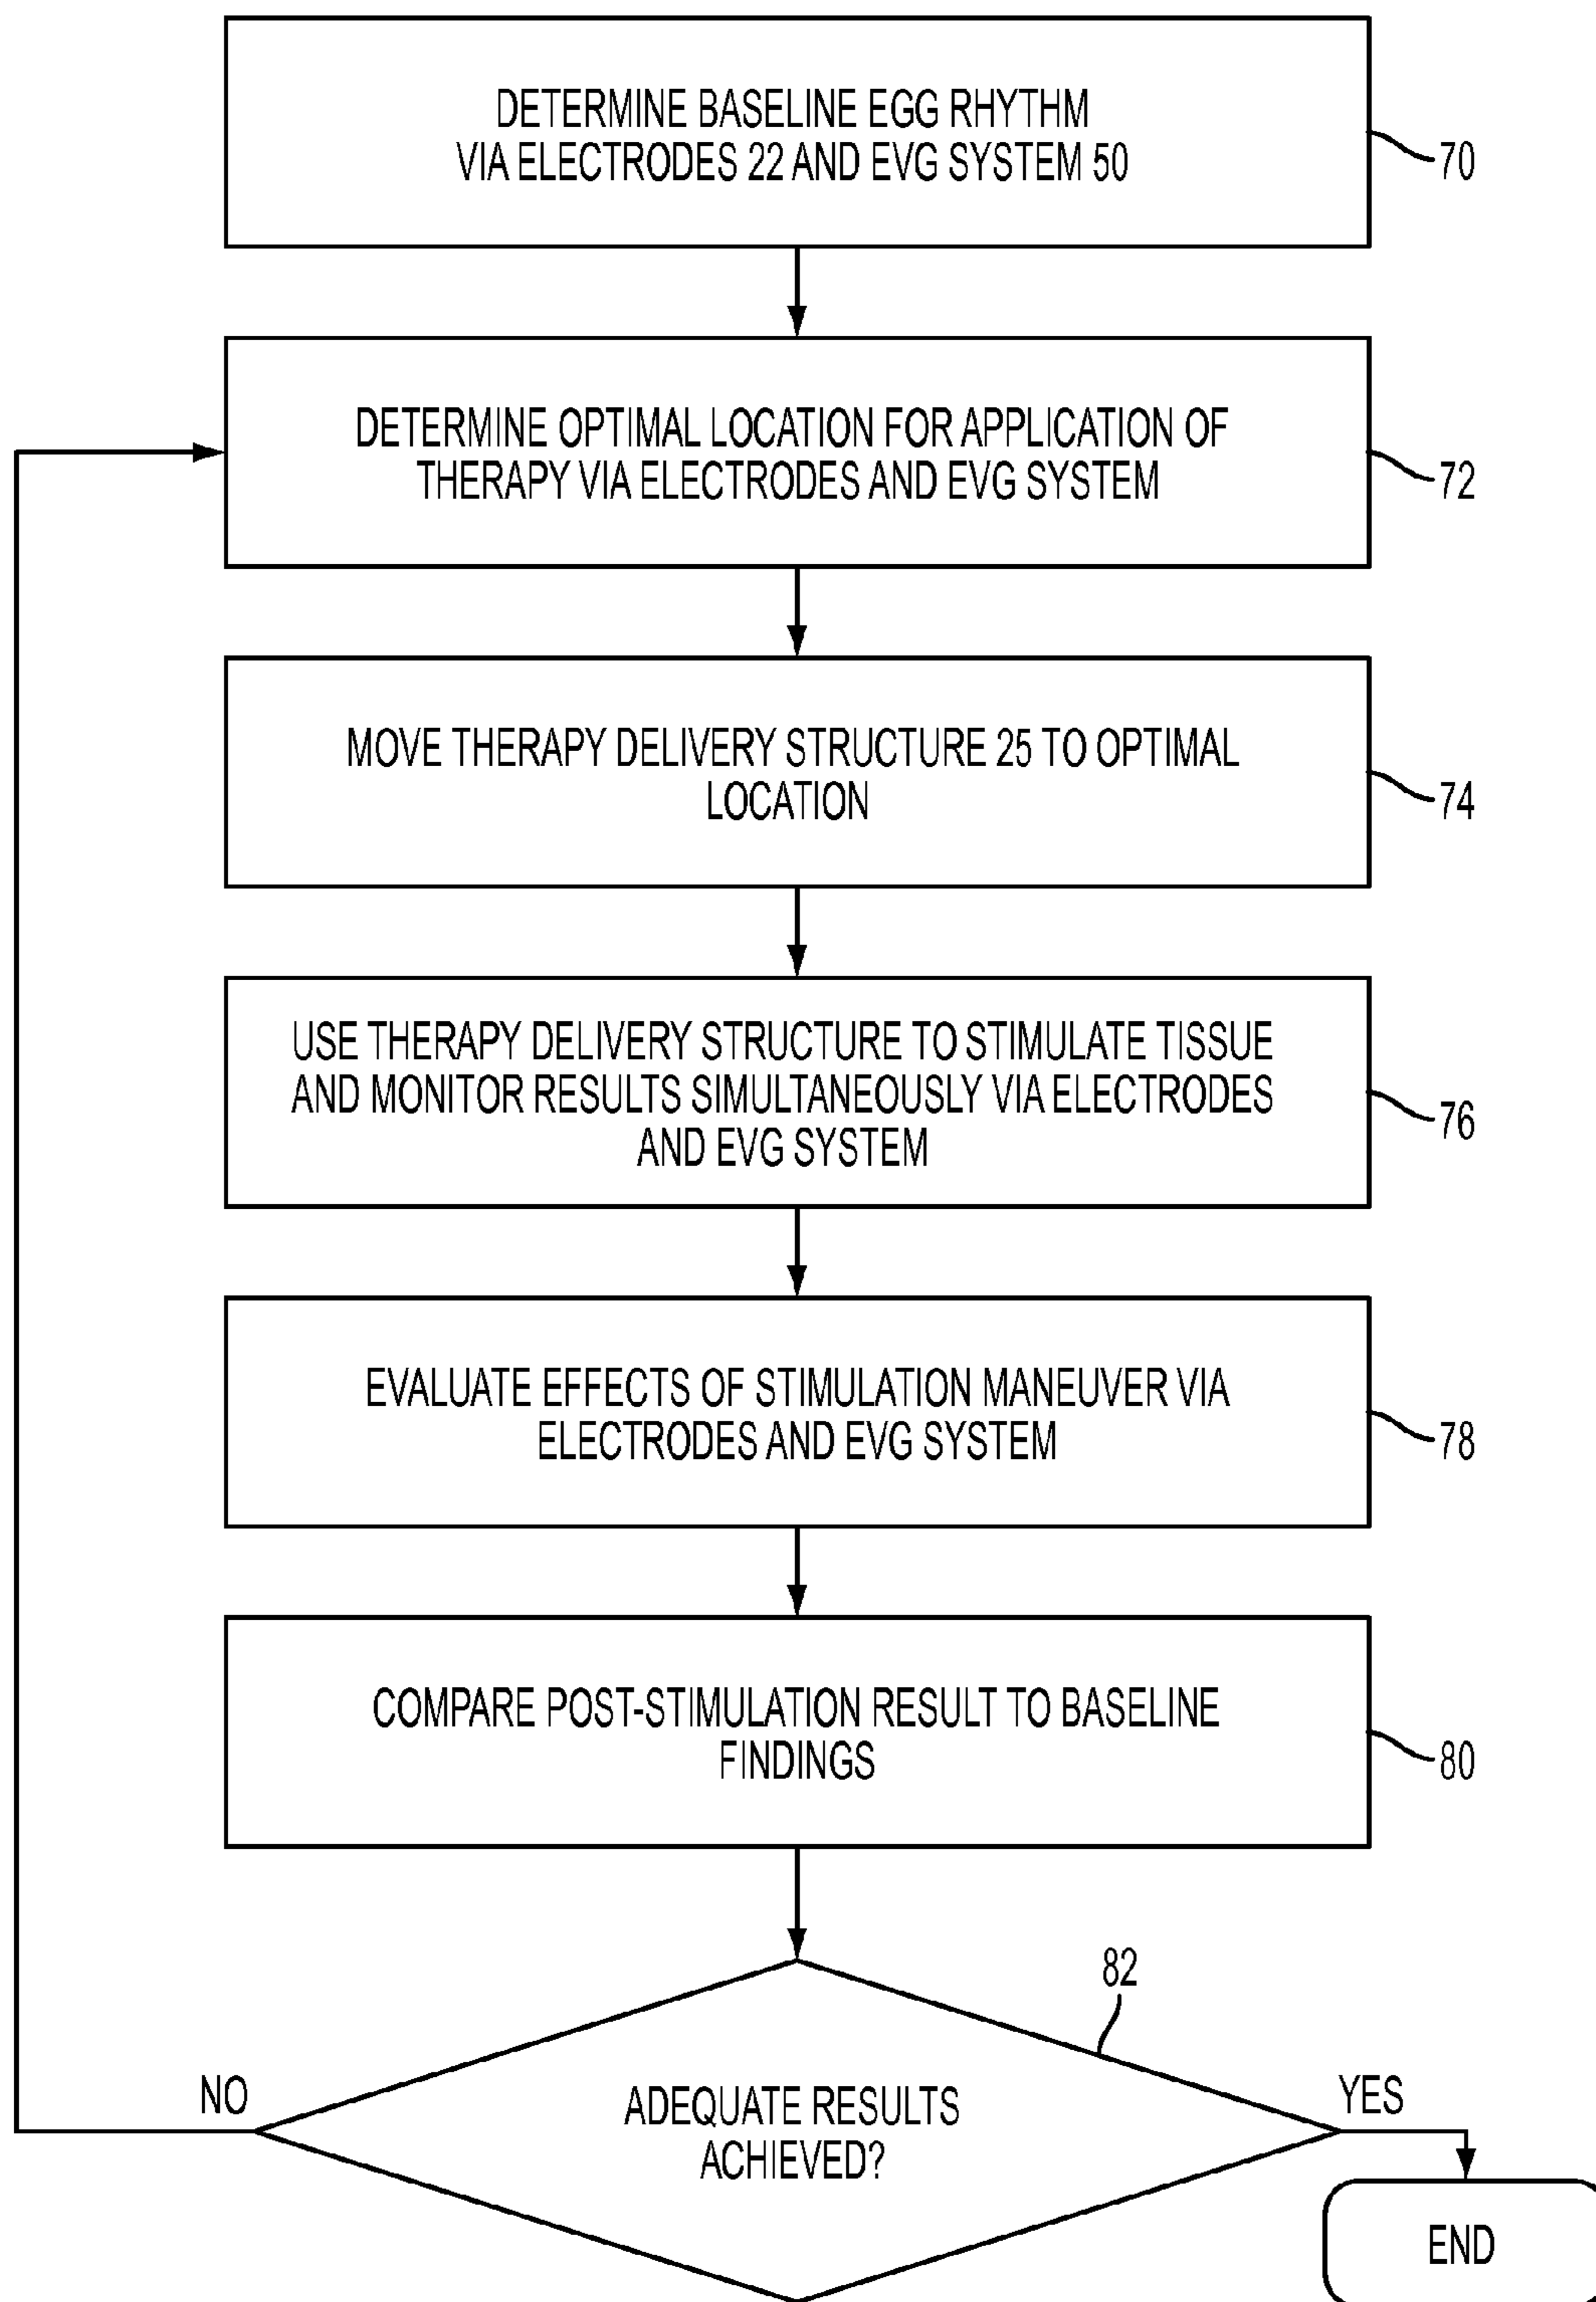 DETERMINE BASELINE EGG RHYTHM
VIA ELECTRODES 22 AND EVG SYSTEM 50
70
DETERMINE OPTIMAL LOCATION FOR APPLICATION OF
THERAPY VIA ELECTRODES AND EVG SYSTEM
72
MOVE THERAPY DELIVERY STRUCTURE 25 TO OPTIMAL
LOCATION
74
USE THERAPY DELIVERY STRUCTURE TO STIMULATE TISSUE
AND MONITOR RESULTS SIMULTANEOUSLY VIA ELECTRODES
AND EVG SYSTEM
76
EVALUATE EFFECTS OF STIMULATION MANEUVER VIA
ELECTRODES AND EVG SYSTEM
78
COMPARE POST-STIMULATION RESULT TO BASELINE
FINDINGS
80
82
NO
ADEQUATE RESULTS
ACHIEVED?
YES
END